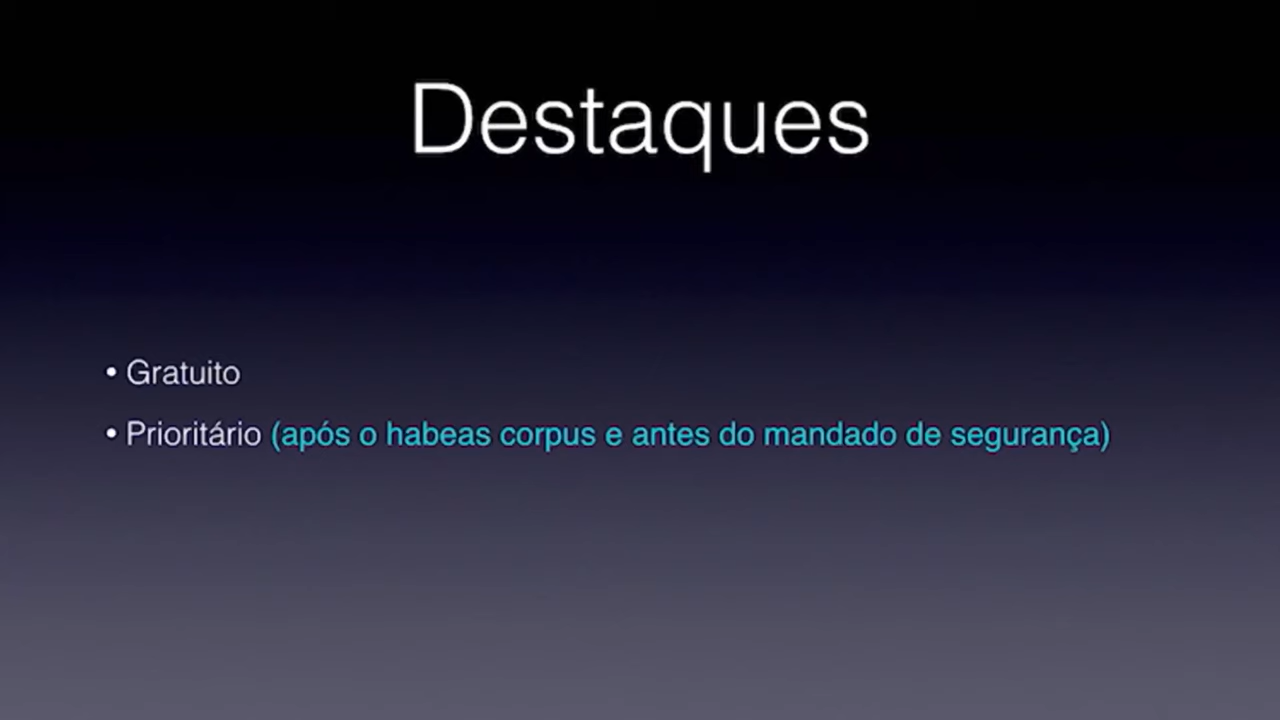 Destaques
• Gratuito
• Prioritário (após o habeas corpus e antes do mandado de segurança)